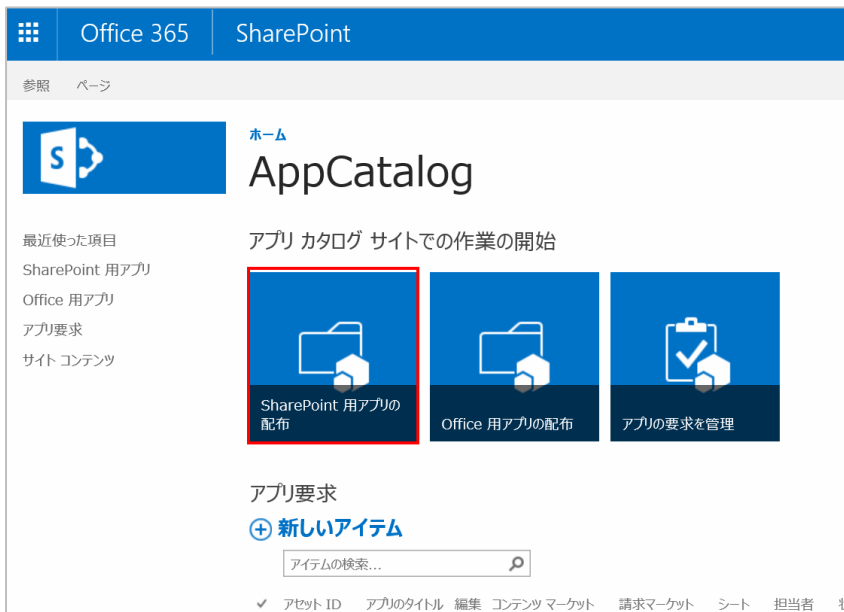 Office 365 SharePoint
参照 ページ
ホーム
AppCatalog
最近使った項目
SharePoint 用アプリ
Office 用アプリ
アプリ要求
サイト コンテンツ
アプリ カタログ サイトでの作業の開始
SharePoint 用アプリの
配布
Office 用アプリの配布
アプリの要求を管理
アプリ要求
新しいアイテム
アイテムの検索...
アセット ID アプリのタイトル 編集 コンテンツ マーケット 請求マーケット シート 担当者